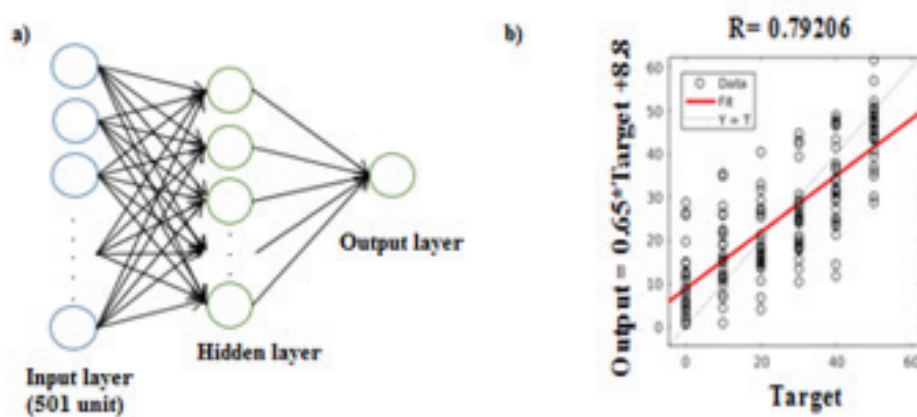 a)
Output layer
Hidden layer
Input layer
(501 unit)
b)
R= 0.79206
Output = 0.65*Target +8.8
Data
Fit
Y = T
60
50
40
30
20
10
0
0
20
40
60
Target